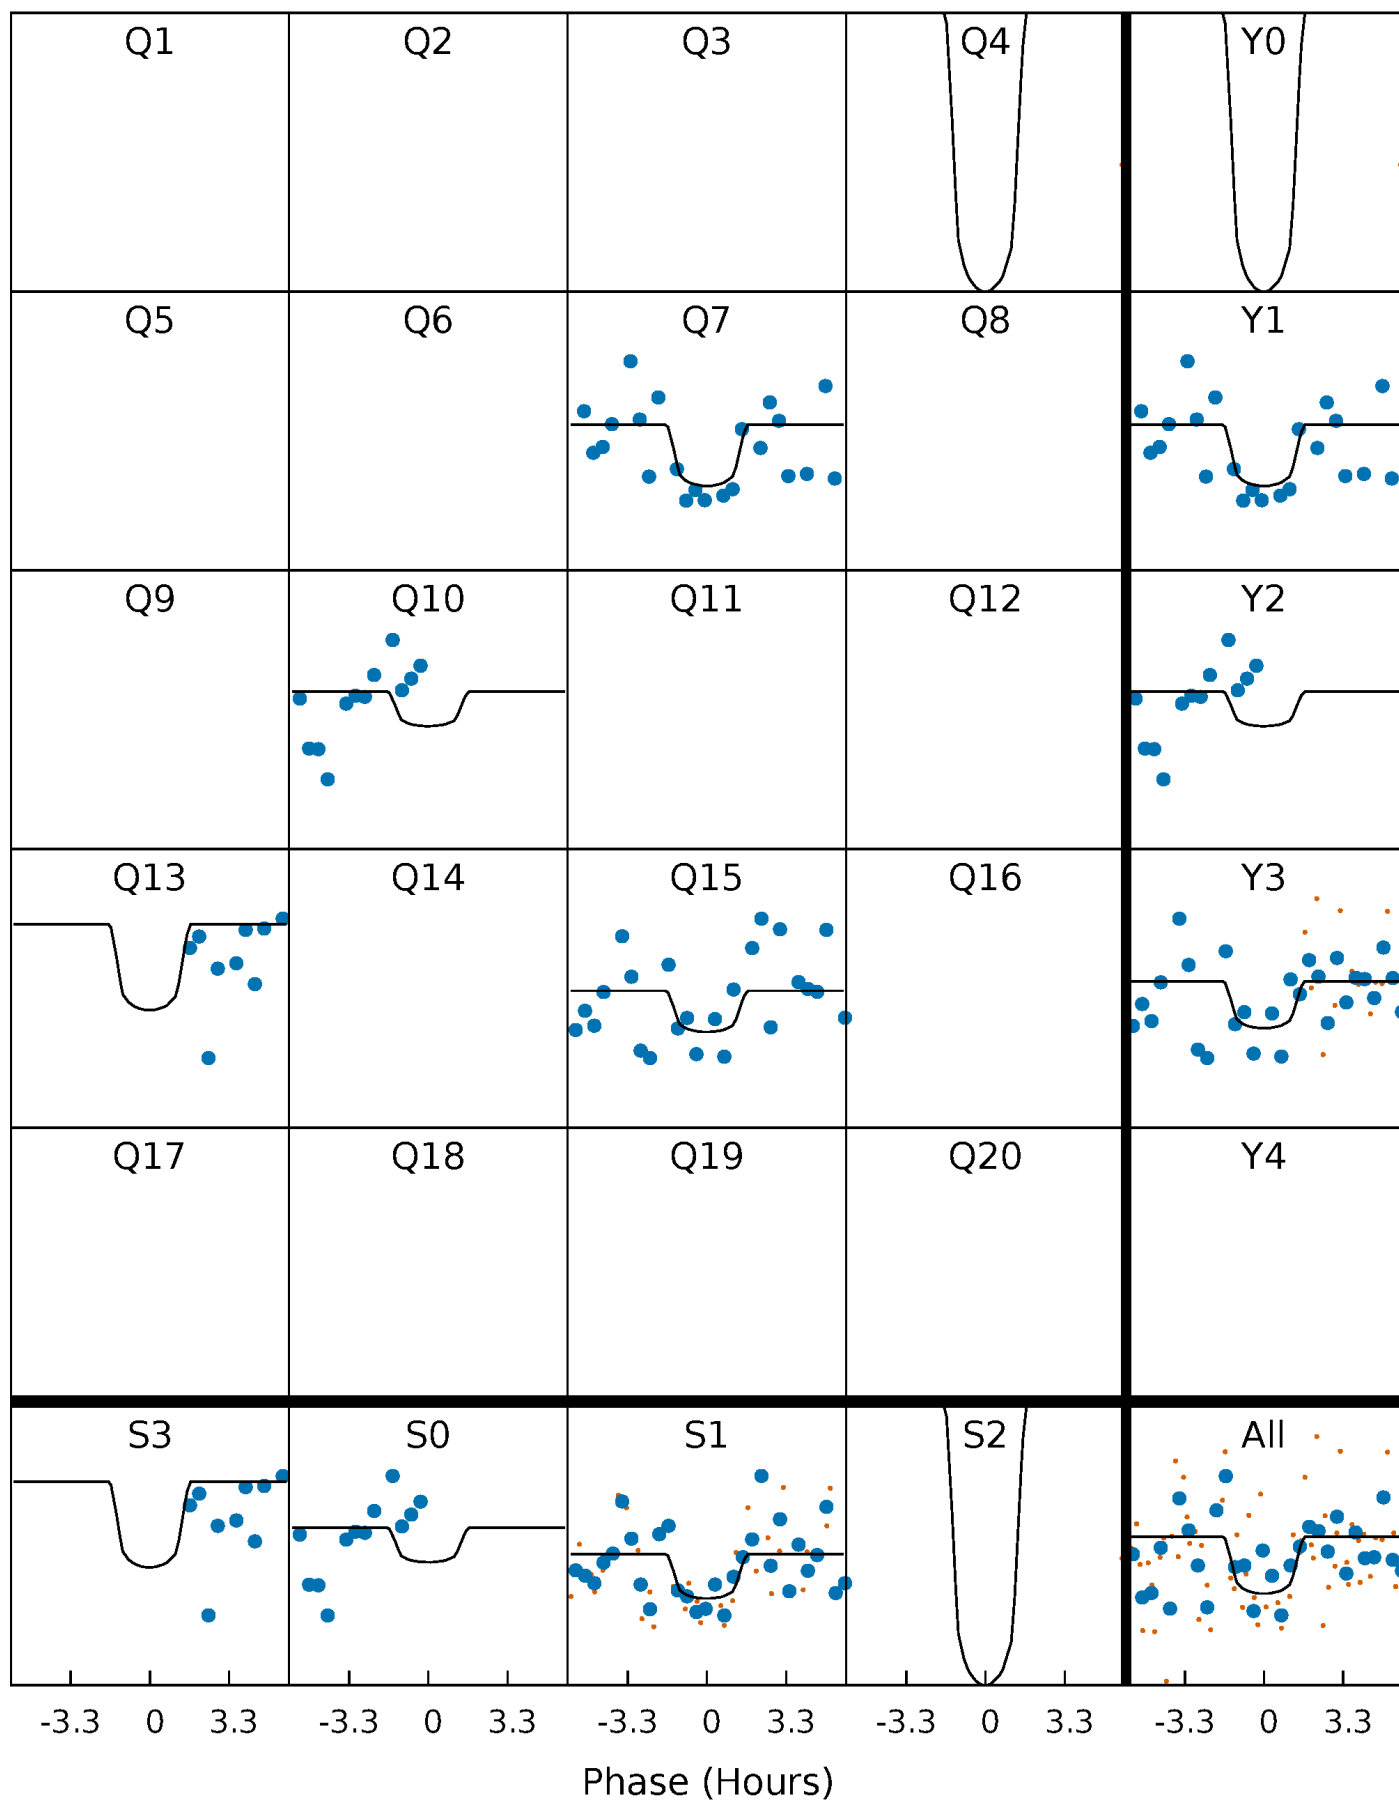 Q1 Q2 Q3 Q4 Y0
Q5 Q6 Q7 Q8 Y1
Q9 Q10 Q11 Q12 Y2
Q13 Q14 Q15 Q16 Y3
Q17 Q18 Q19 Q20 Y4
S3 S0 S1 S2 All
-3.3 0 3.3 -3.3 0 3.3 -3.3 0 3.3 -3.3 0 3.3 -3.3 0 3.3
Phase (Hours)